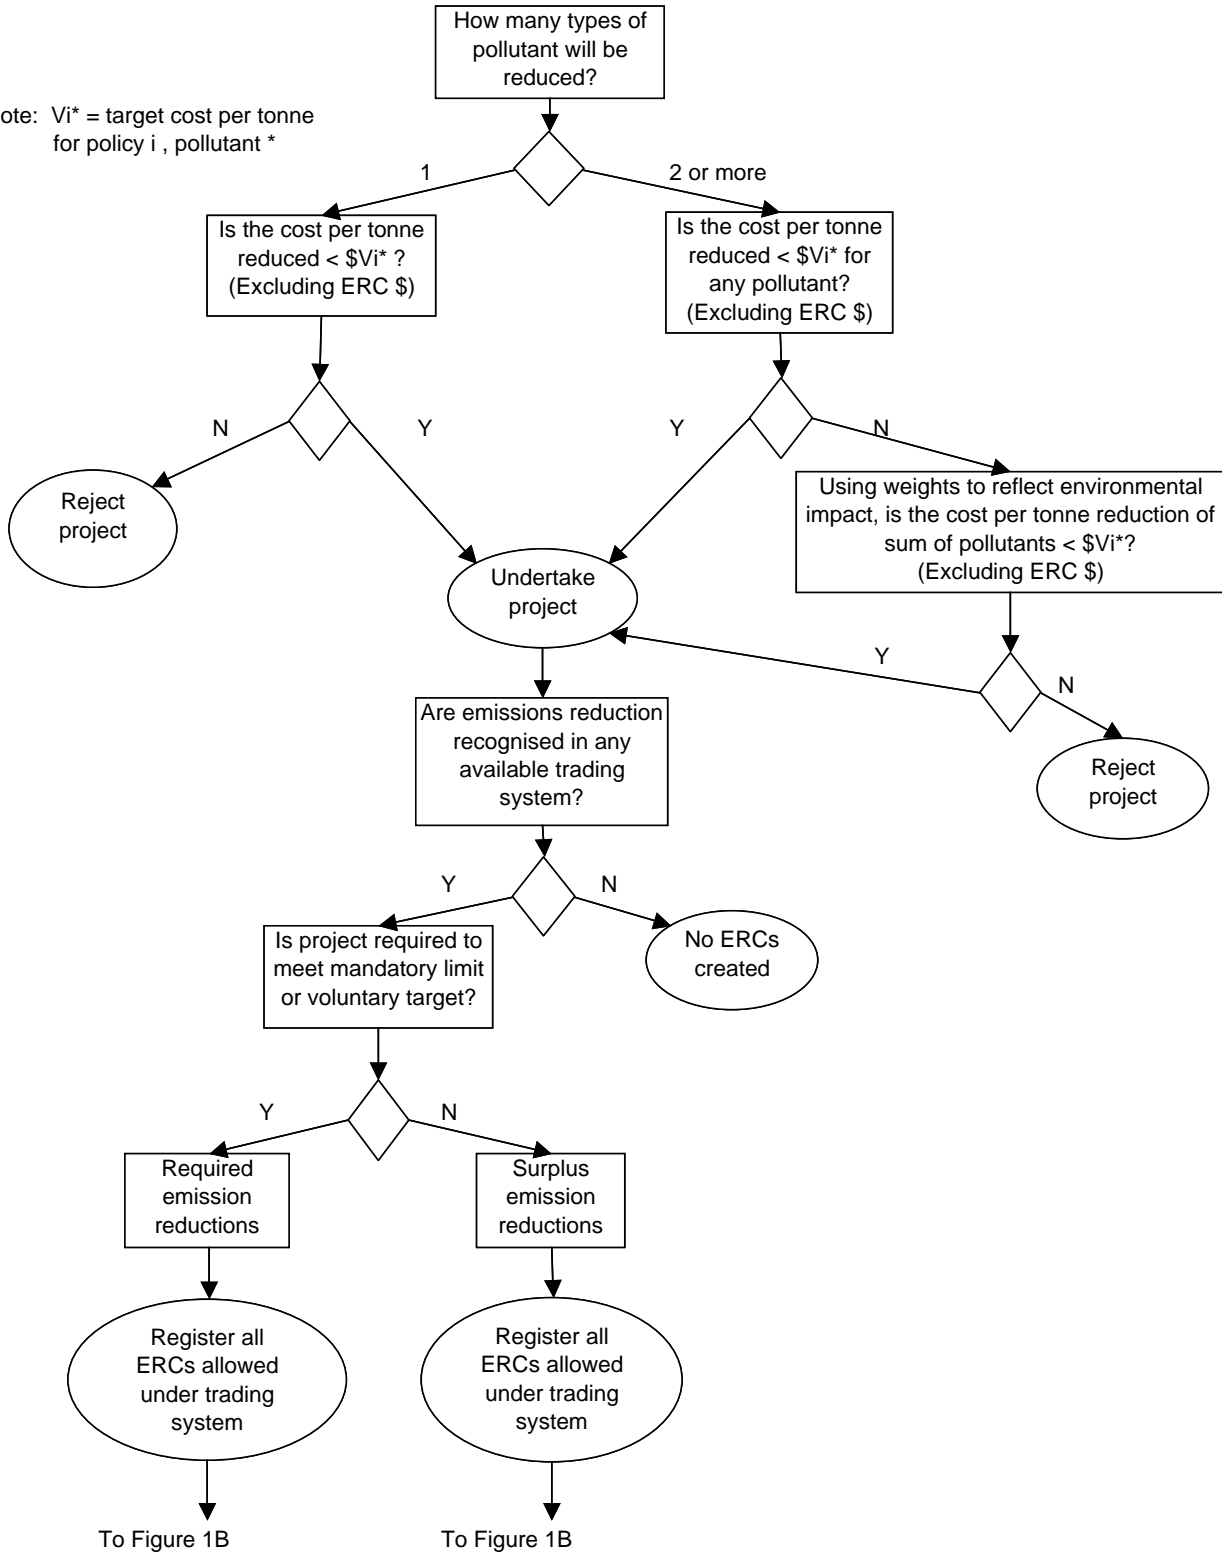 How many types of
pollutant will be
reduced?
ote: Vi* = target cost per tonne
for policy i , pollutant *
1
2 or more
Is the cost per tonne
reduced < $Vi* ?
(Excluding ERC $)
Is the cost per tonne
reduced < $Vi* for
any pollutant?
(Excluding ERC $)
N
Y
Y
N
Reject
project
Using weights to reflect environmental
impact, is the cost per tonne reduction of
sum of pollutants < $Vi*?
(Excluding ERC $)
Undertake
project
Y
N
Are emissions reduction
recognised in any
available trading
system?
Reject
project
Y
N
Is project required to
meet mandatory limit
or voluntary target?
No ERCs
created
Y
N
Required
emission
reductions
Surplus
emission
reductions
Register all
ERCs allowed
under trading
system
Register all
ERCs allowed
under trading
system
To Figure 1B
To Figure 1B